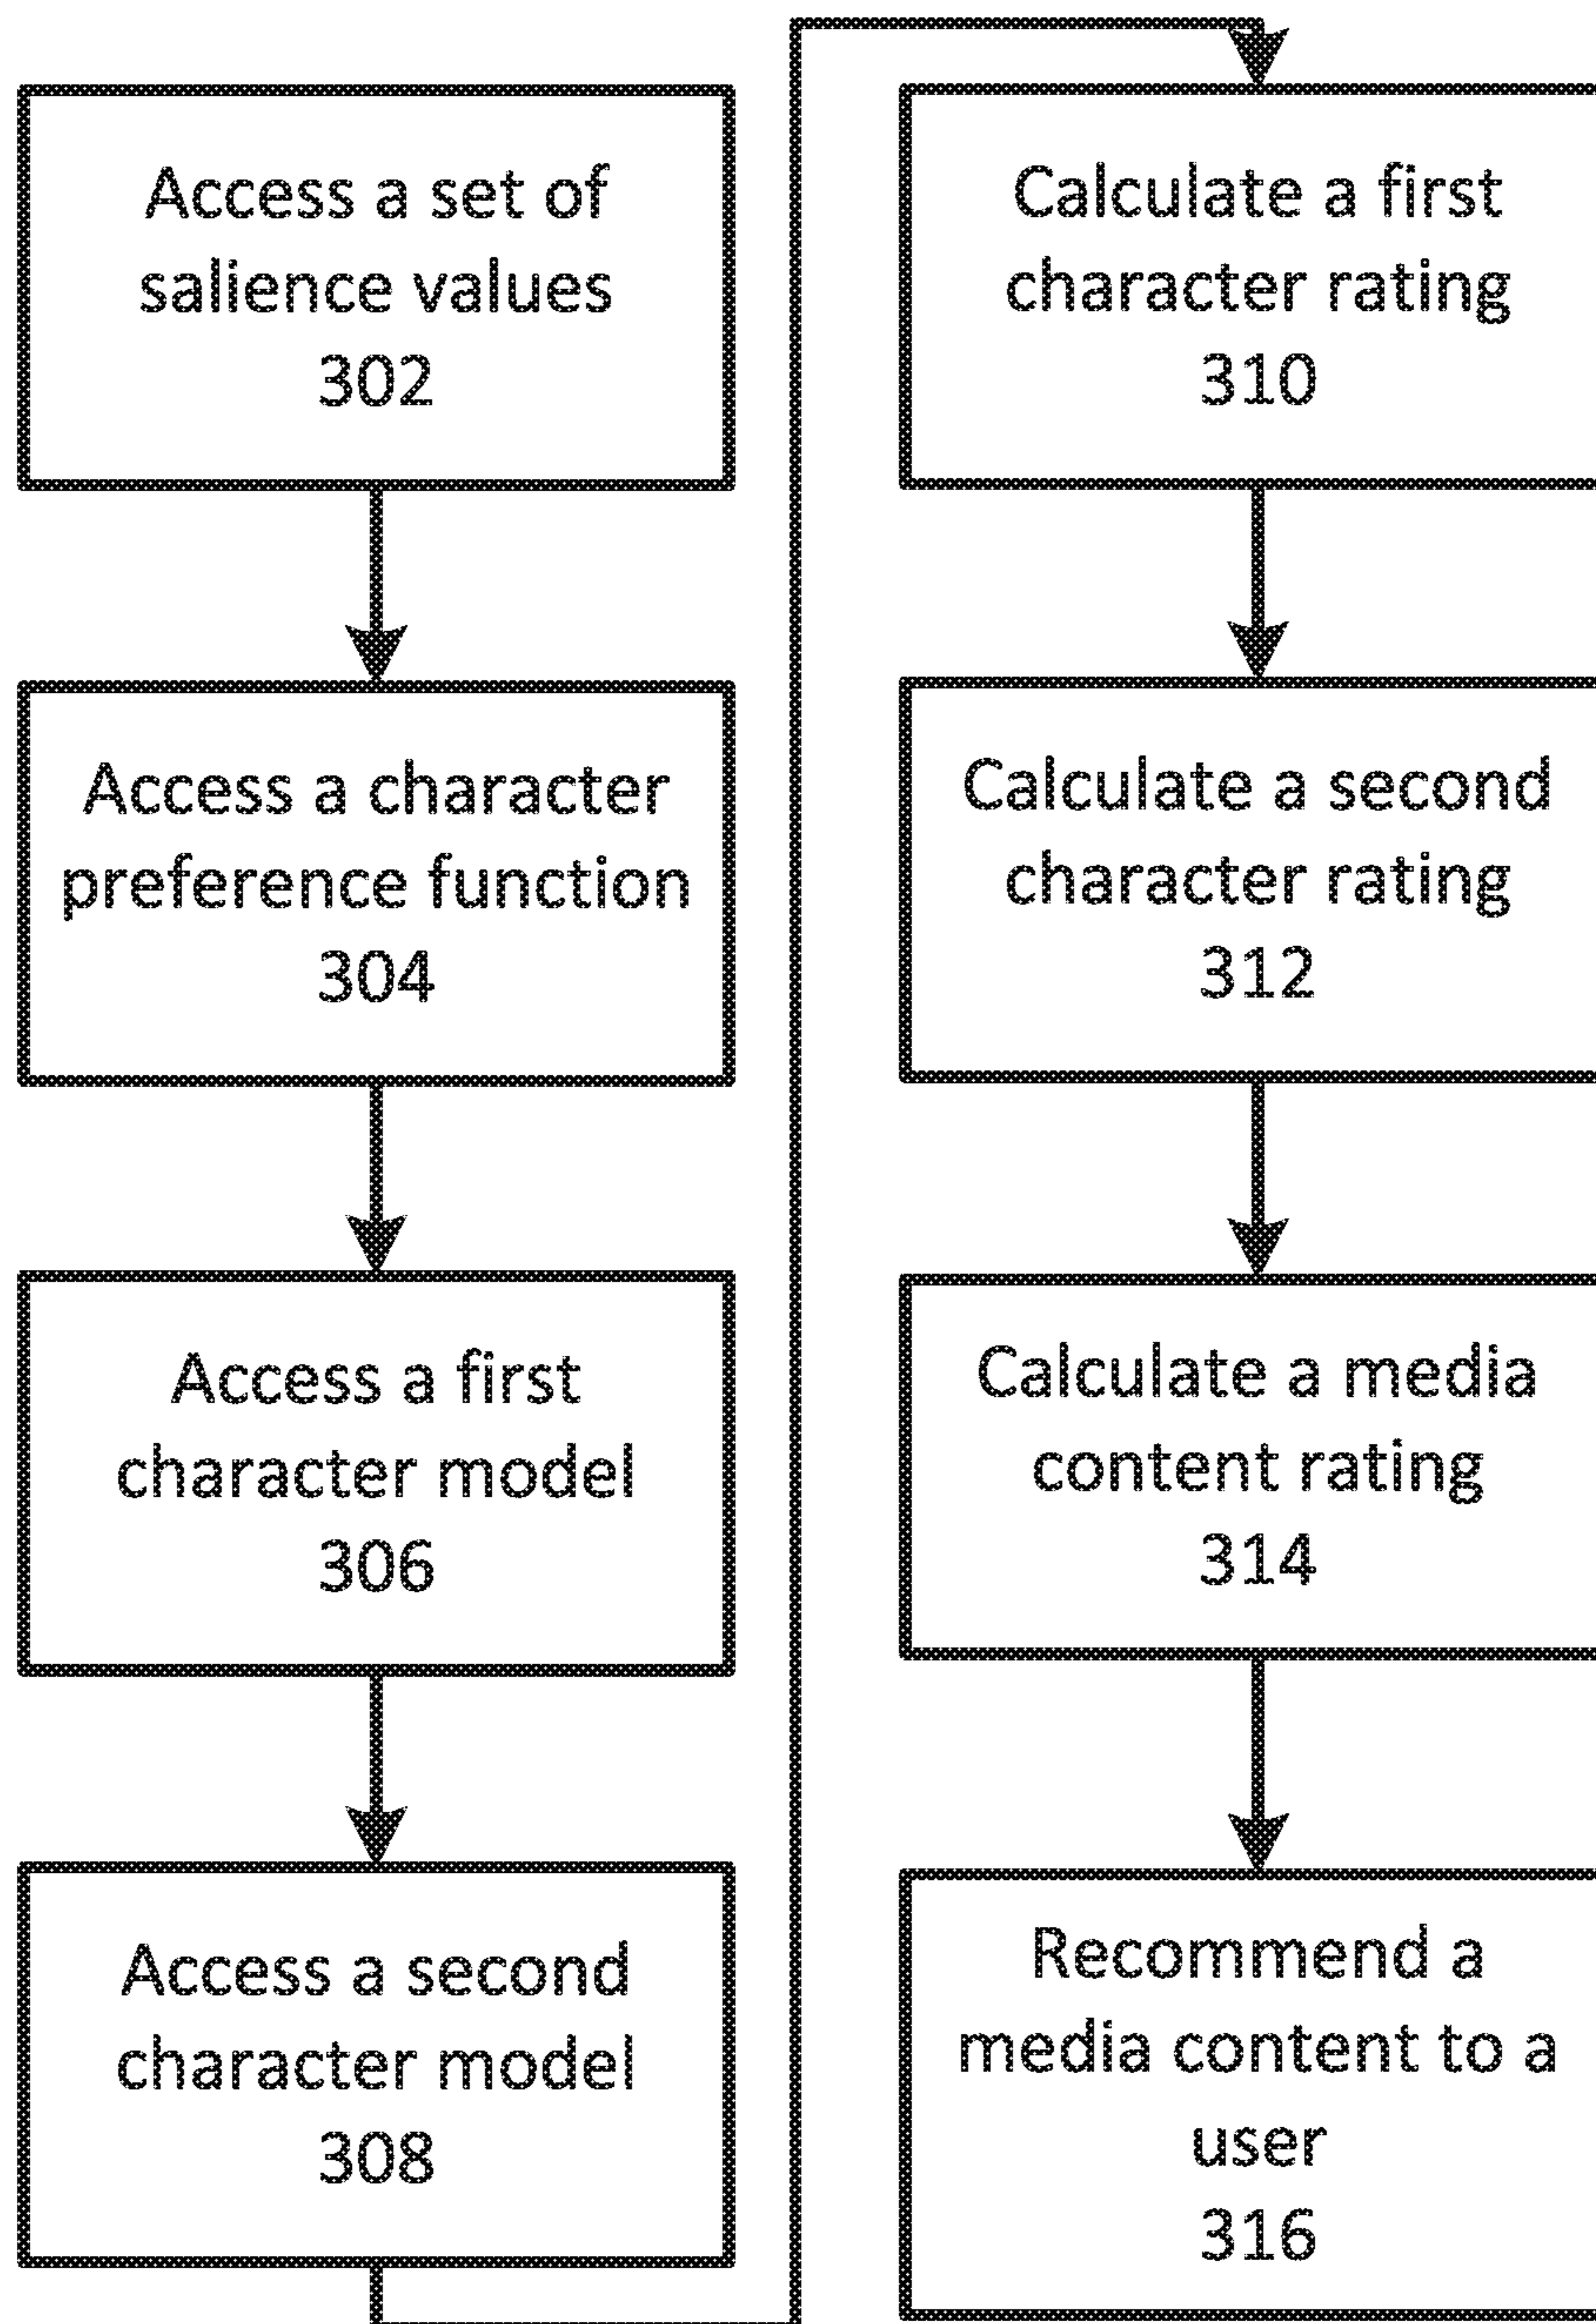 Access a set of
salience values
302
Access a character
preference function
304
Access a first
character model
306
Access a second
character model
308
Calculate a first
character rating
310
Calculate a second
character rating
312
Calculate a media
content rating
314
Recommend a
media content to a
user
316